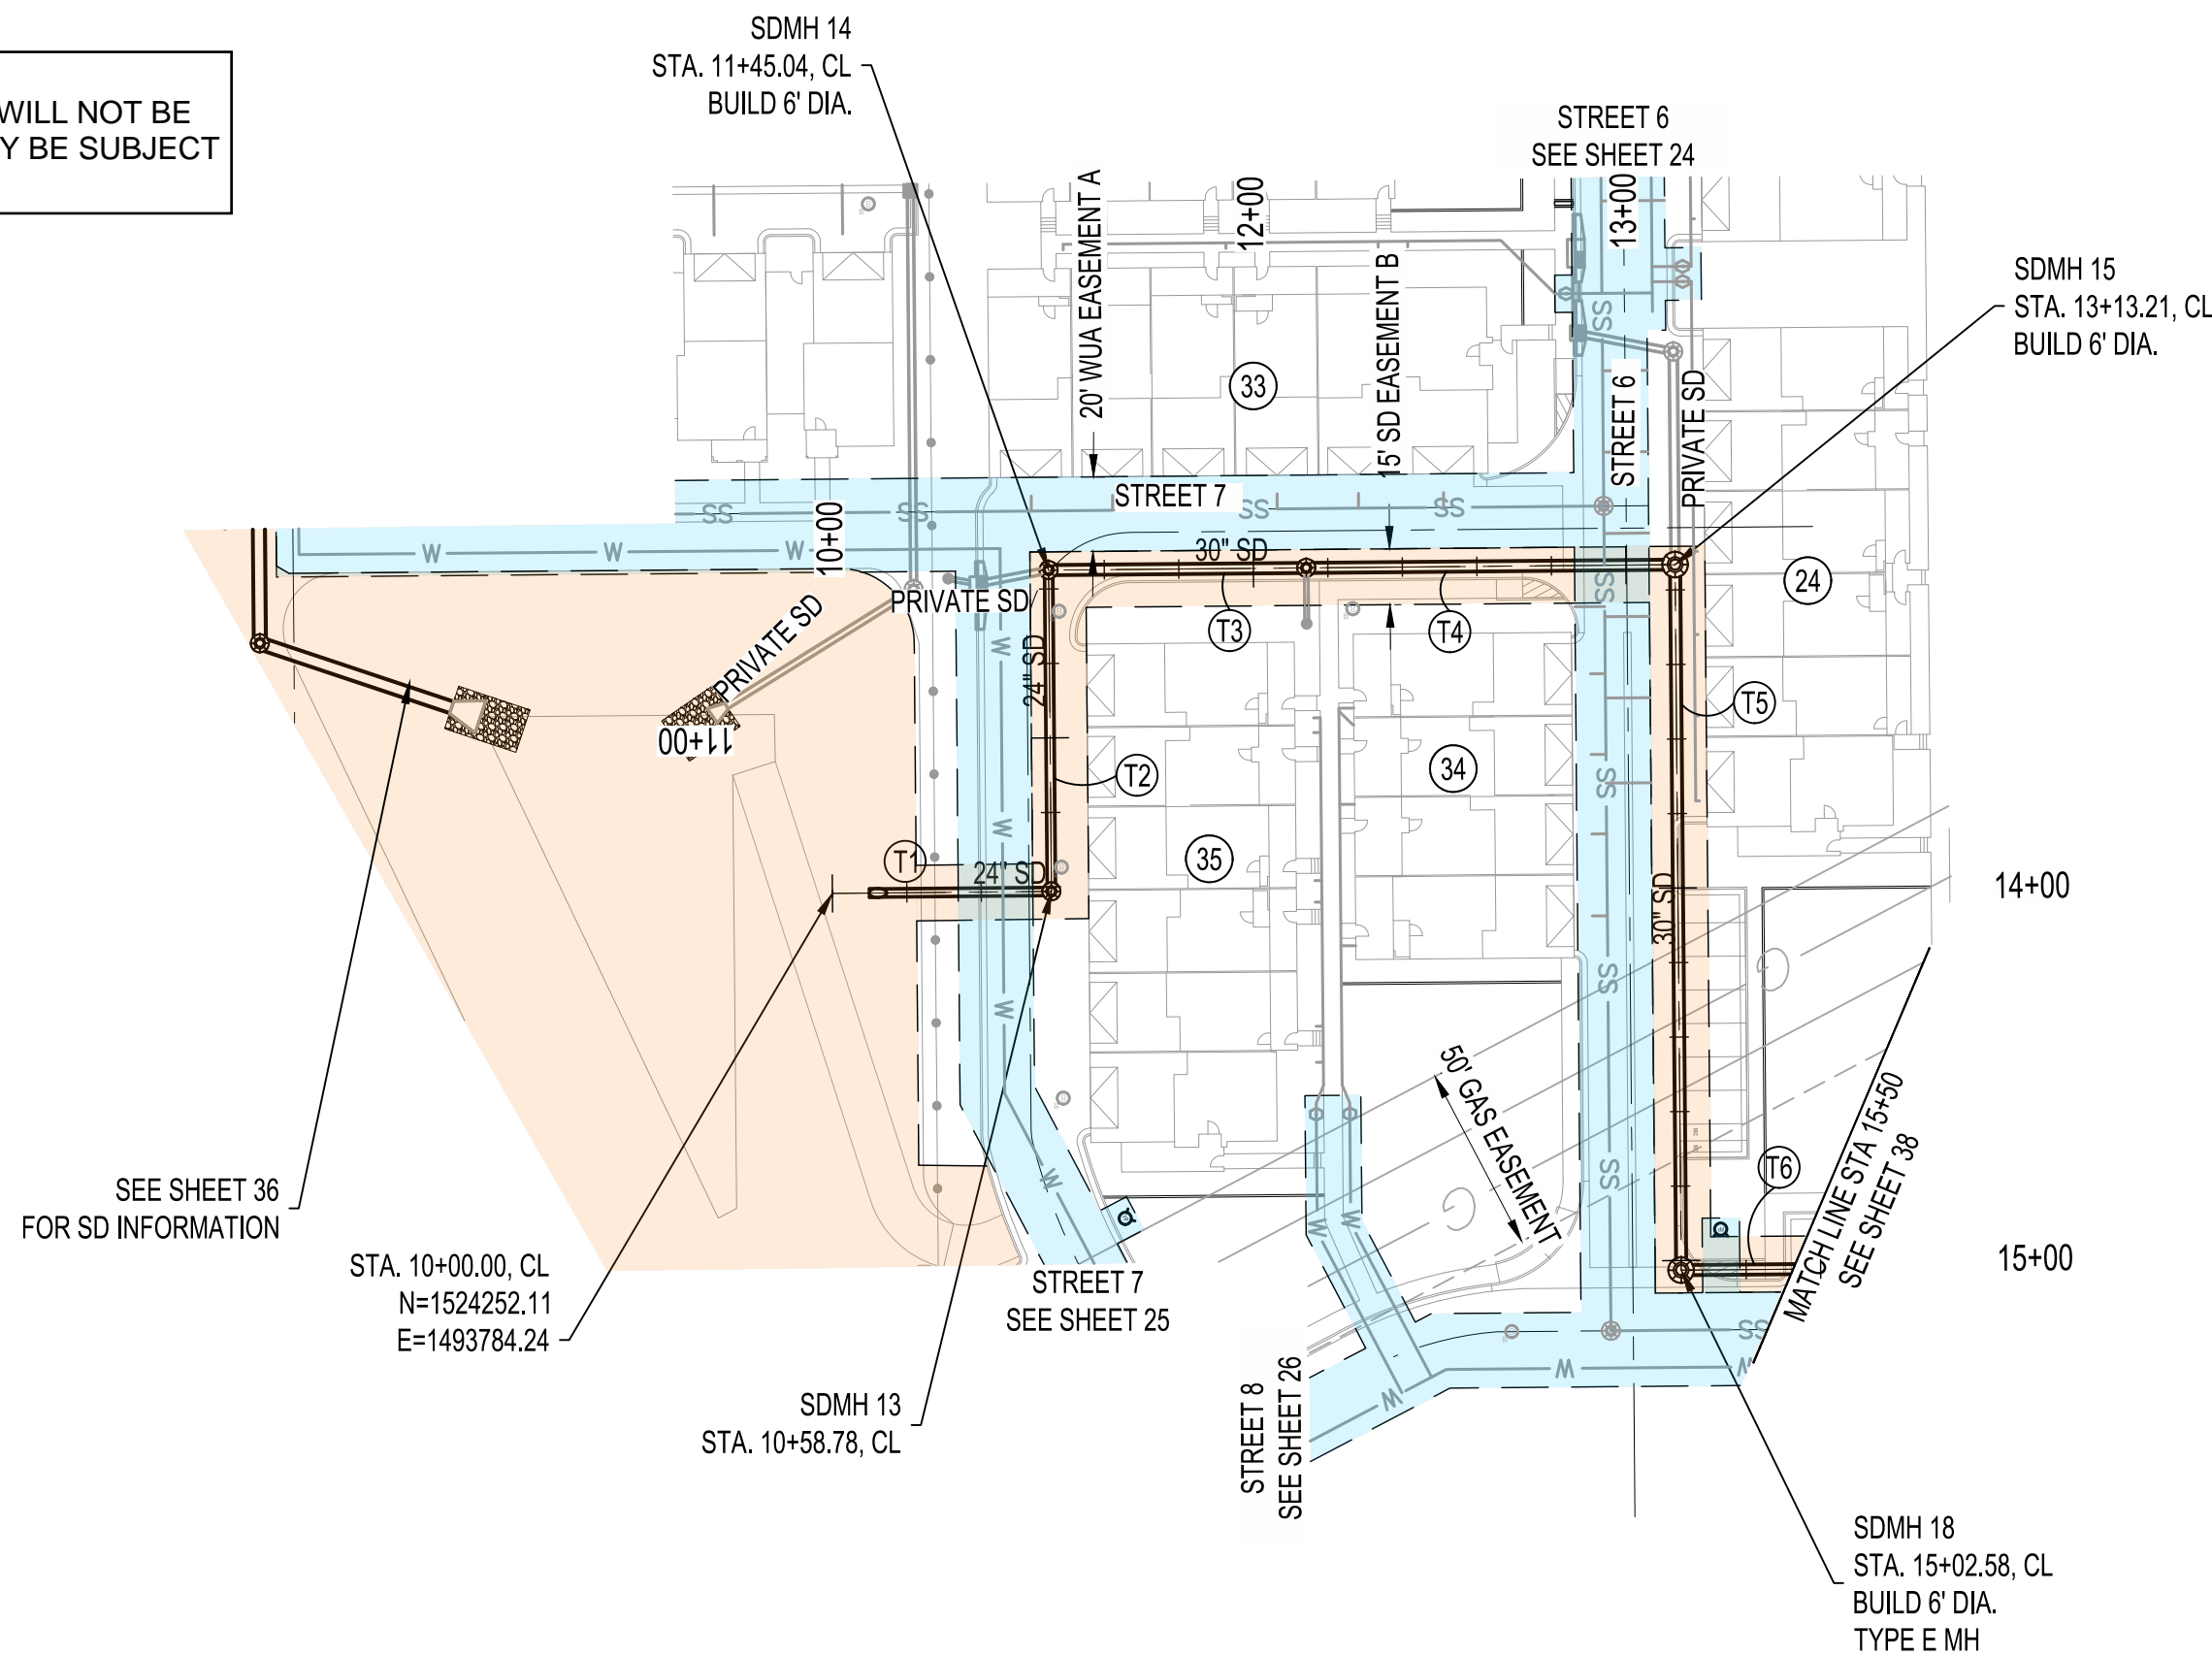 SDMH 14
STA. 11+45.04, CL
BUILD 6' DIA.
WILL NOT BE
Y BE SUBJECT
STREET 6
SEE SHEET 24
20' WUA EASEMENT A
12+00
13+00
15' SD EASEMENT B
SDMH 15
STA. 13+13.21, CL
BUILD 6' DIA.
33
SS
STREET 6
PRIVATE SD
STREET 7
SS
SS
SS
SS
10+00
W
W
W
30" SD
PRIVATE SD
PRIVATE SD
24
SS
T3
T4
24" SD
W
T5
11+00
T2
34
SS
W
T1
24" SD
35
14+00
30" SD
G
SS
W
50' GAS EASEMENT
MATCH LINE STA 15+50
SEE SHEET 38
T6
SS
W
G
W
W
SEE SHEET 36
FOR SD INFORMATION
STA. 10+00.00, CL
N=1524252.11
E=1493784.24
STREET 7
SEE SHEET 25
15+00
SS
W
W
W
STREET 8
SEE SHEET 26
SDMH 13
STA. 10+58.78, CL
SDMH 18
STA. 15+02.58, CL
BUILD 6' DIA.
TYPE E MH